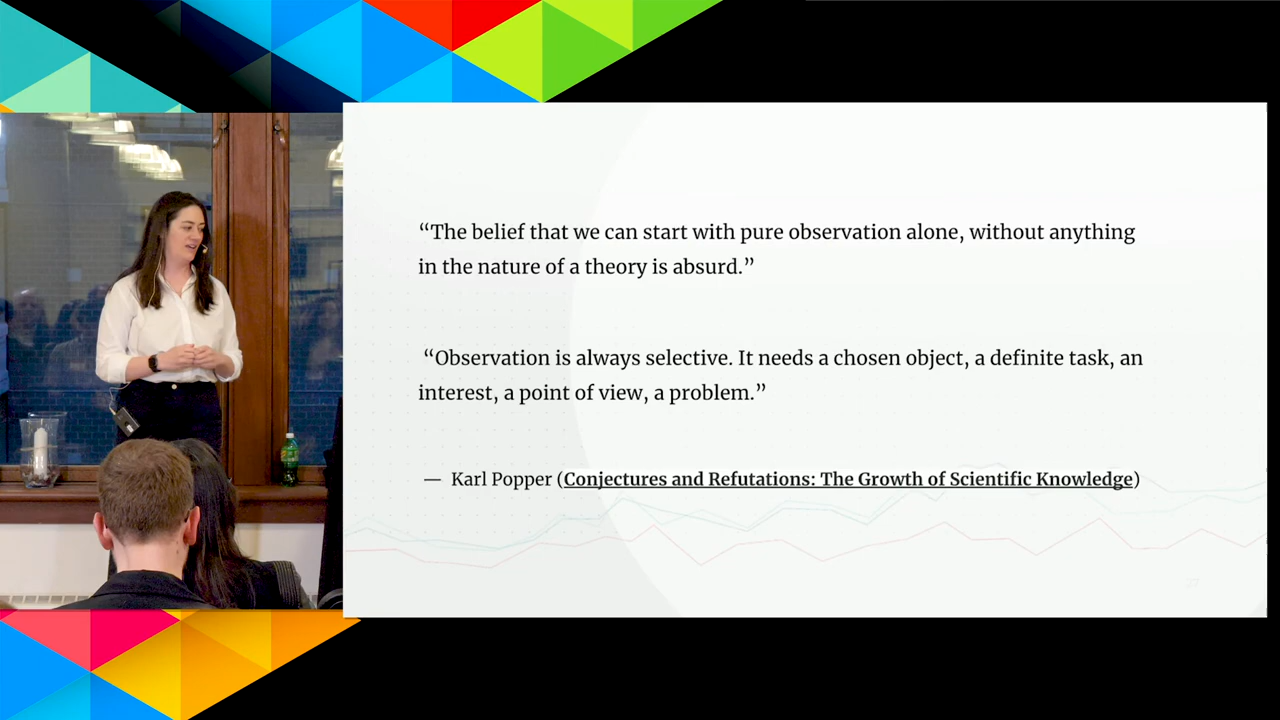 “The belief that we can start with pure observation alone, without anything
in the nature of a theory is absurd.”
“Observation is always selective. It needs a chosen object, a definite task, an
interest, a point of view, a problem.”
— Karl Popper (Conjectures and Refutations: The Growth of Scientific Knowledge)
27